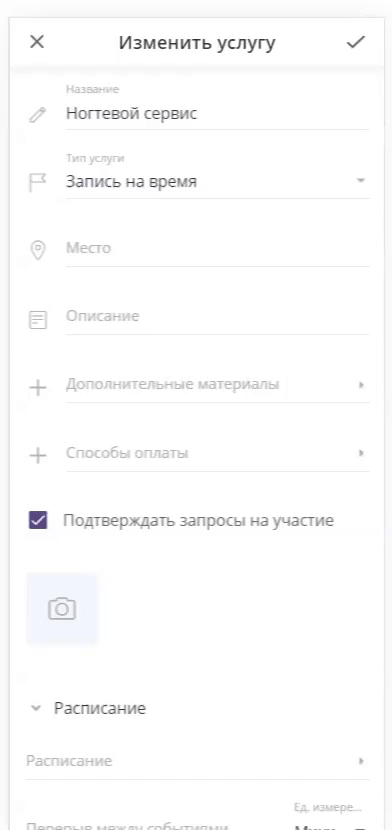 Изменить услугу
Название
Ногтевой сервис
Тип услуги
Запись на время
Место
Описание
Дополнительные материалы
Способы оплаты
Подтверждать запросы на участие
Расписание
Расписание
Ед. измере...
Перерыв между событиями